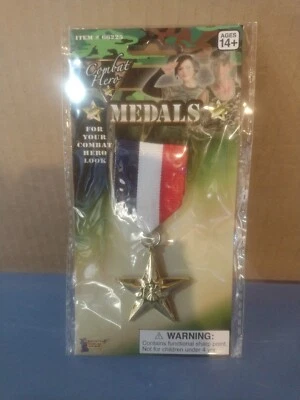 ITEM # 66225
AGES
14+
Combat
Hero
MEDALS
FOR
YOUR
COMBAT
HERO
LOOK
WARNING:
Contains functional sharp point.
Not for children under 4 yrs.